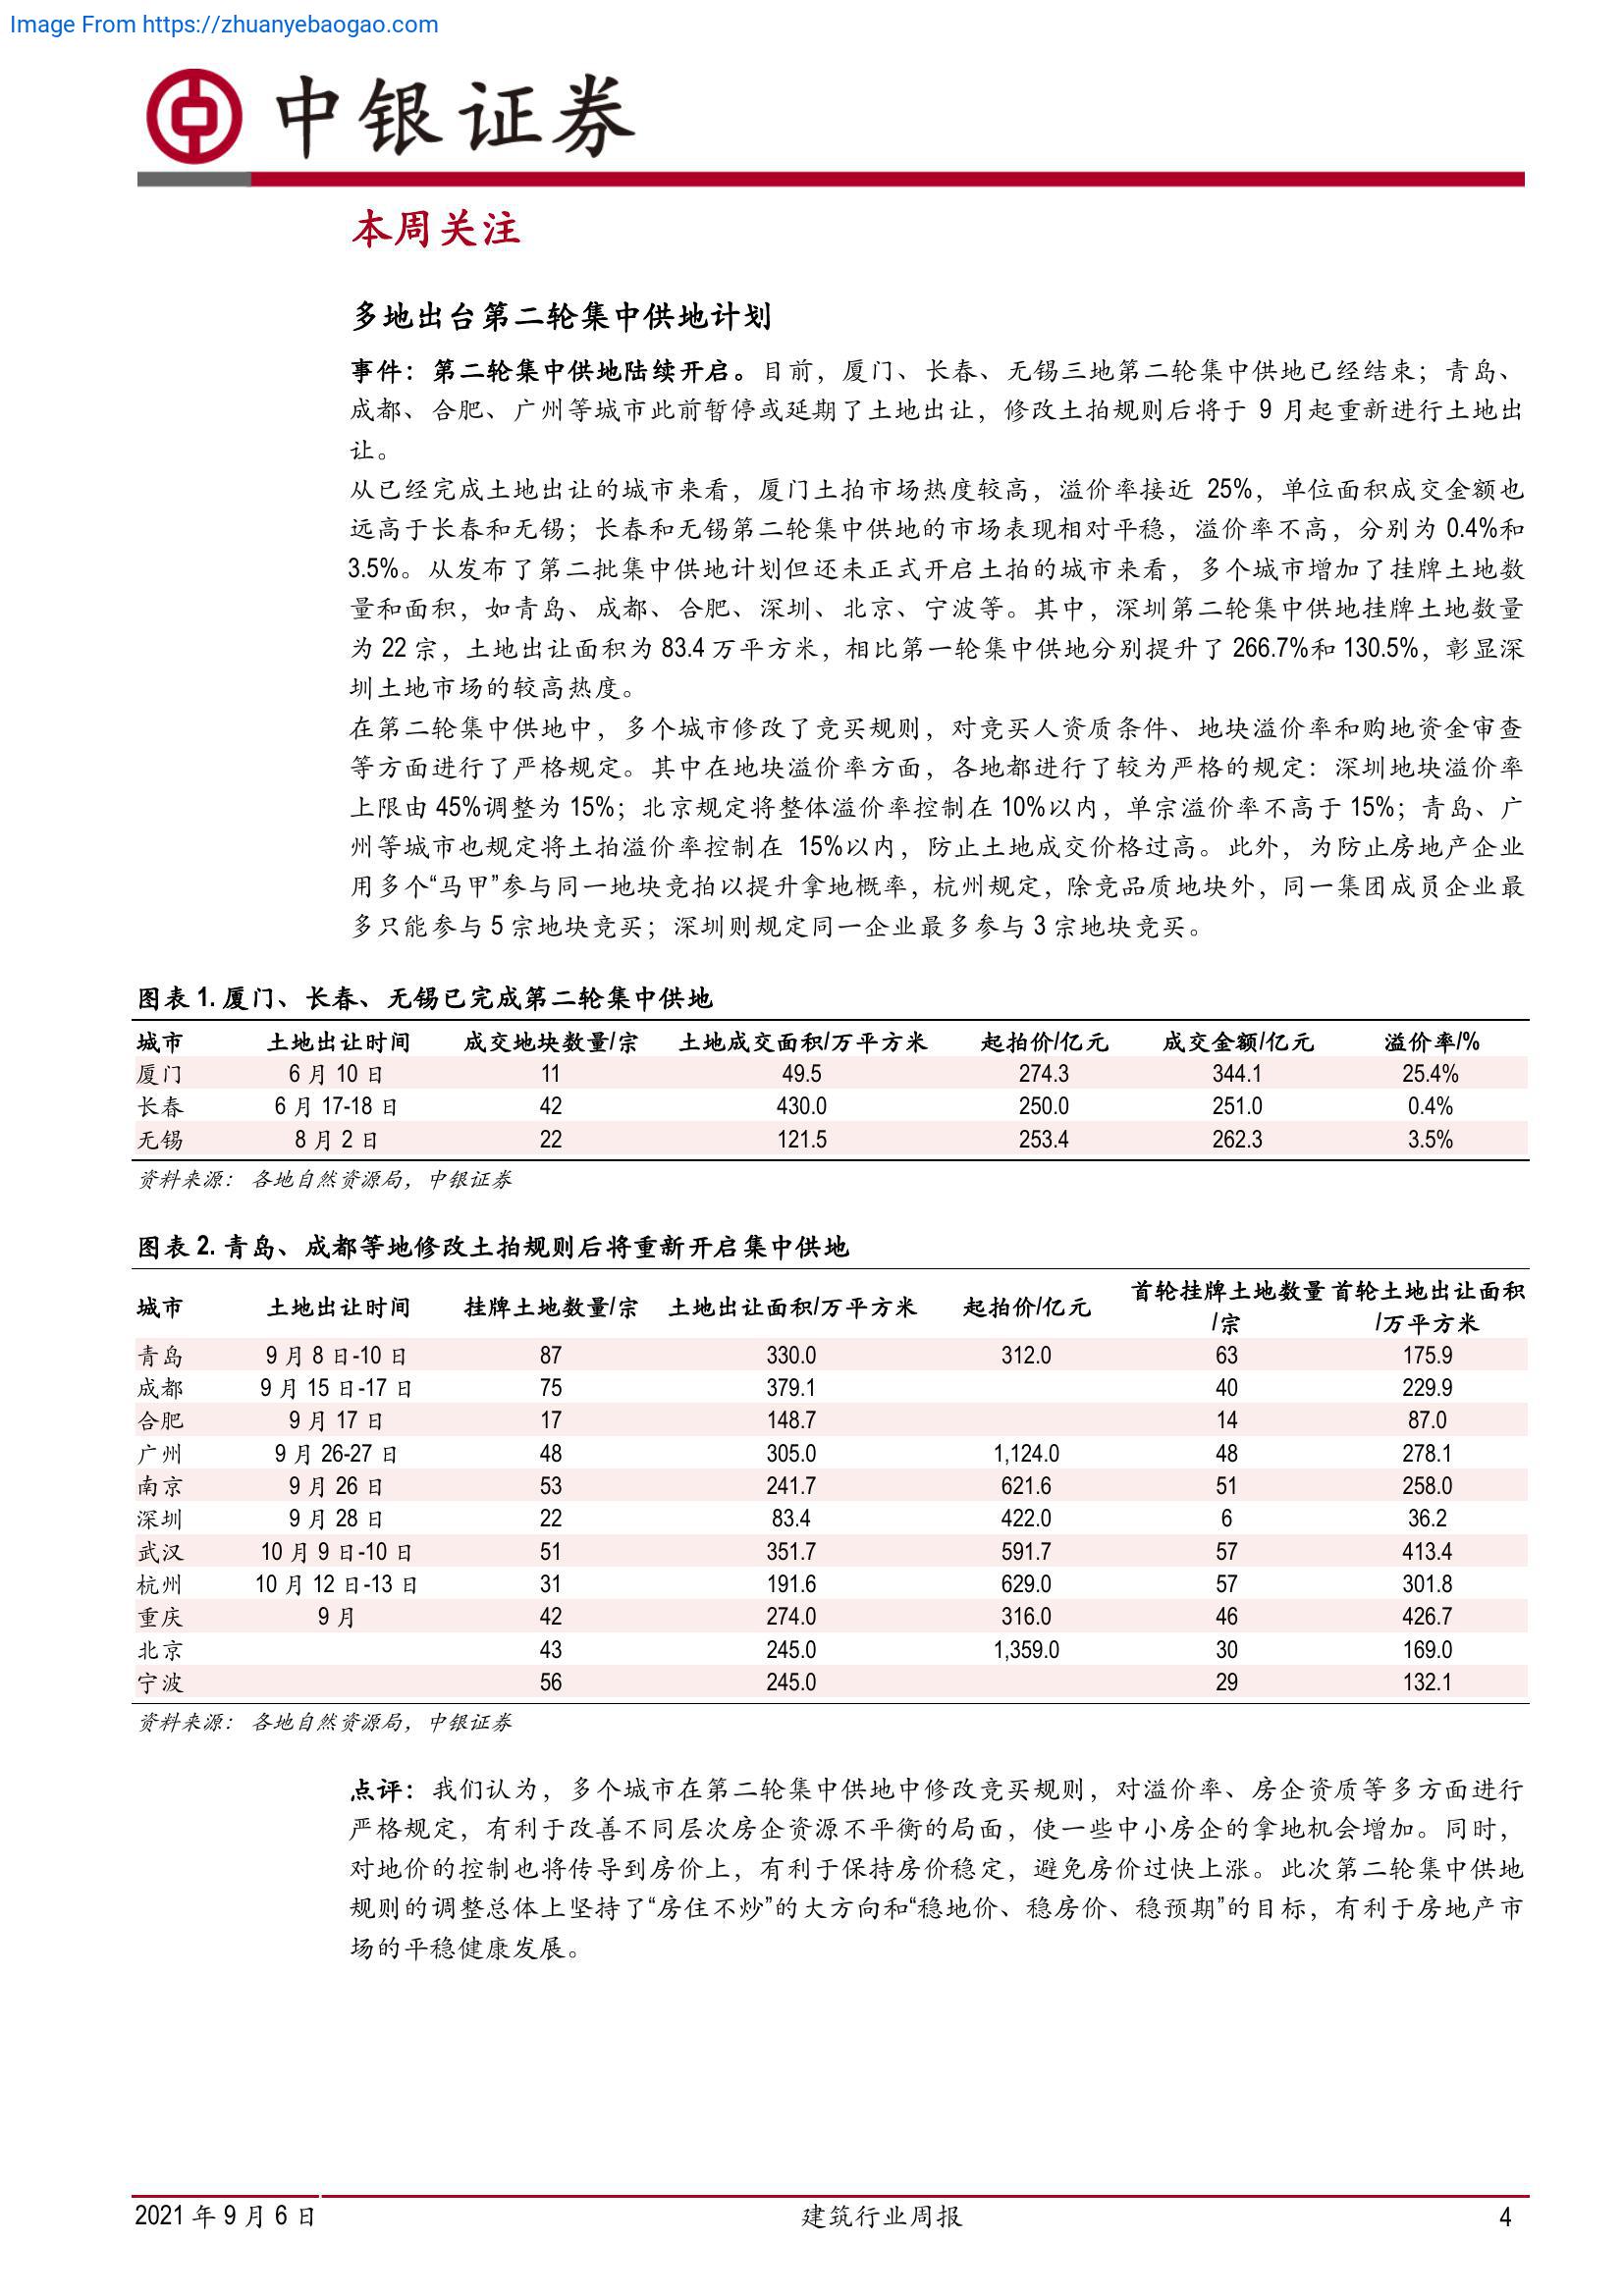 Image From https://zhuanyebaogao.com
中银证券
本周关注
多地出台第二轮集中供地计划
事件：第二轮集中供地陆续开启。目前，厦门、长春、无锡三地第二轮集中供地已经结束；青岛、
成都、合肥、广州等城市此前暂停或延期了土地出让，修改土拍规则后将于 9 月起重新进行土地出
让。
从已经完成土地出让的城市来看，厦门土拍市场热度较高，溢价率接近 25%，单位面积成交金额也
远高于长春和无锡；长春和无锡第二轮集中供地的市场表现相对平稳，溢价率不高，分别为 0.4%和
3.5%。从发布了第二批集中供地计划但还未正式开启土拍的城市来看，多个城市增加了挂牌土地数
量和面积，如青岛、成都、合肥、深圳、北京、宁波等。其中，深圳第二轮集中供地挂牌土地数量
为 22 宗，土地出让面积为 83.4 万平方米，相比第一轮集中供地分别提升了 266.7%和 130.5%，彰显深
圳土地市场的较高热度。
在第二轮集中供地中，多个城市修改了竞买规则，对竞买人资质条件、地块溢价率和购地资金审查
等方面进行了严格规定。其中在地块溢价率方面，各地都进行了较为严格的规定：深圳地块溢价率
上限由 45%调整为 15%；北京规定将整体溢价率控制在 10%以内，单宗溢价率不高于 15%；青岛、广
州等城市也规定将土拍溢价率控制在 15%以内，防止土地成交价格过高。此外，为防止房地产企业
用多个“马甲”参与同一地块竞拍以提升拿地概率，杭州规定，除竞品质地块外，同一集团成员企业最
多只能参与 5 宗地块竞买；深圳则规定同一企业最多参与 3 宗地块竞买。
图表 1. 厦门、长春、无锡已完成第二轮集中供地
城市 土地出让时间 成交地块数量/宗 土地成交面积/万平方米 起拍价/亿元 成交金额/亿元 溢价率/%
厦门 6 月 10 日 11 49.5 274.3 344.1 25.4%
长春 6 月 17-18 日 42 430.0 250.0 251.0 0.4%
无锡 8 月 2 日 22 121.5 253.4 262.3 3.5%
资料来源： 各地自然资源局，中银证券
图表 2. 青岛、成都等地修改土拍规则后将重新开启集中供地
城市 土地出让时间 挂牌土地数量/宗 土地出让面积/万平方米 起拍价/亿元 首轮挂牌土地数量 首轮土地出让面积
/宗 /万平方米
青岛 9 月 8 日-10 日 87 330.0 312.0 63 175.9
成都 9 月 15 日-17 日 75 379.1 40 229.9
合肥 9 月 17 日 17 148.7 14 87.0
广州 9 月 26-27 日 48 305.0 1,124.0 48 278.1
南京 9 月 26 日 53 241.7 621.6 51 258.0
深圳 9 月 28 日 22 83.4 422.0 6 36.2
武汉 10 月 9 日-10 日 51 351.7 591.7 57 413.4
杭州 10 月 12 日-13 日 31 191.6 629.0 57 301.8
重庆 9 月 42 274.0 316.0 46 426.7
北京 43 245.0 1,359.0 30 169.0
宁波 56 245.0 29 132.1
资料来源： 各地自然资源局，中银证券
点评：我们认为，多个城市在第二轮集中供地中修改竞买规则，对溢价率、房企资质等多方面进行
严格规定，有利于改善不同层次房企资源不平衡的局面，使一些中小房企的拿地机会增加。同时，
对地价的控制也将传导到房价上，有利于保持房价稳定，避免房价过快上涨。此次第二轮集中供地
规则的调整总体上坚持了“房住不炒”的大方向和“稳地价、稳房价、稳预期”的目标，有利于房地产市
场的平稳健康发展。
2021 年 9 月 6 日 建筑行业周报 4